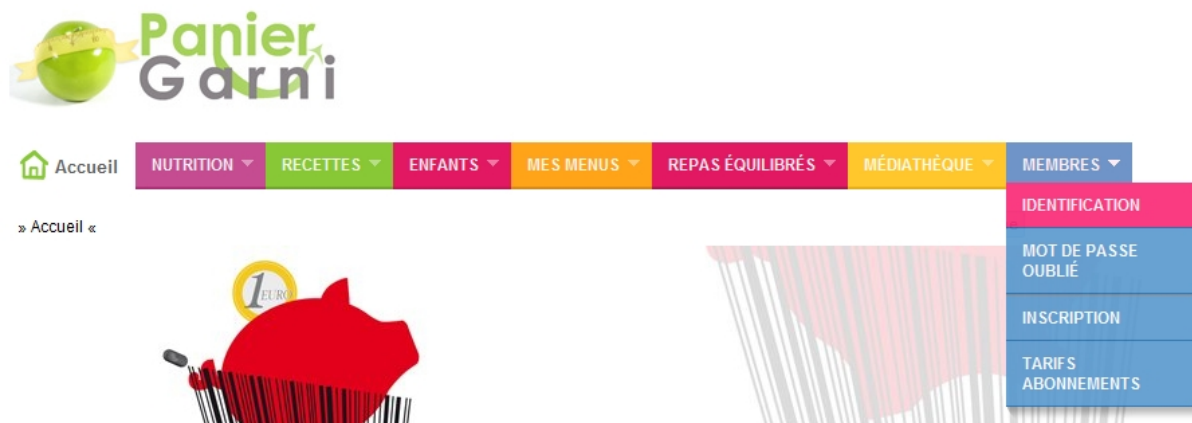 Panier
Garni
Accueil NUTRITION RECETTES ENFANTS MES MENUS REPAS ÉQUILIBRÉS MÉDIATHÈQUE MEMBRES
IDENTIFICATION
» Accueil «
MOT DE PASSE
OUBLIÉ
1
EURO
INSCRIPTION
TARIFS
ABONNEMENTS